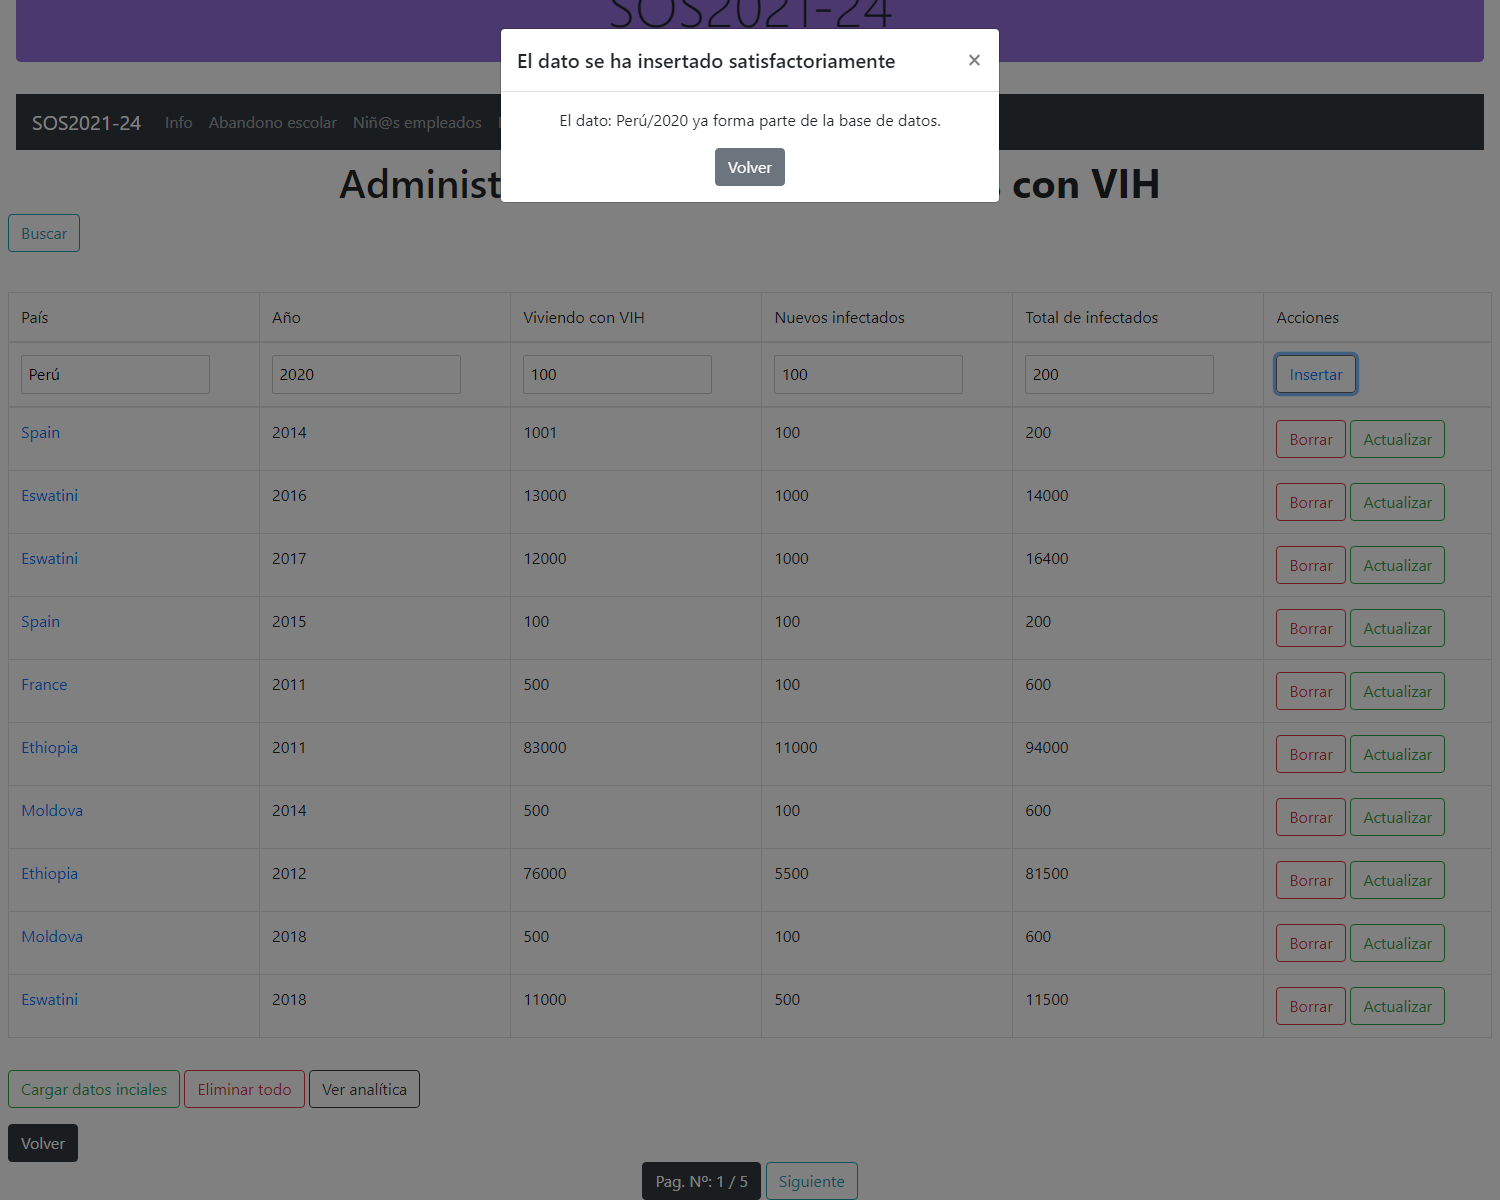 SOS2021-24
El dato se ha insertado satisfactoriamente ×
El dato: Perú/2020 ya forma parte de la base de datos.
Volver
SOS2021-24 Info Abandono escolar Niñ@s empleados
Administ con VIH
Buscar
País Año Viviendo con VIH Nuevos infectados Total de infectados Acciones
Perú 2020 100 100 200 Insertar
Spain 2014 1001 100 200 Borrar Actualizar
Eswatini 2016 13000 1000 14000 Borrar Actualizar
Eswatini 2017 12000 1000 16400 Borrar Actualizar
Spain 2015 100 100 200 Borrar Actualizar
France 2011 500 100 600 Borrar Actualizar
Ethiopia 2011 83000 11000 94000 Borrar Actualizar
Moldova 2014 500 100 600 Borrar Actualizar
Ethiopia 2012 76000 5500 81500 Borrar Actualizar
Moldova 2018 500 100 600 Borrar Actualizar
Eswatini 2018 11000 500 11500 Borrar Actualizar
Cargar datos inciales Eliminar todo Ver analítica
Volver
Pag. Nº: 1 / 5 Siguiente